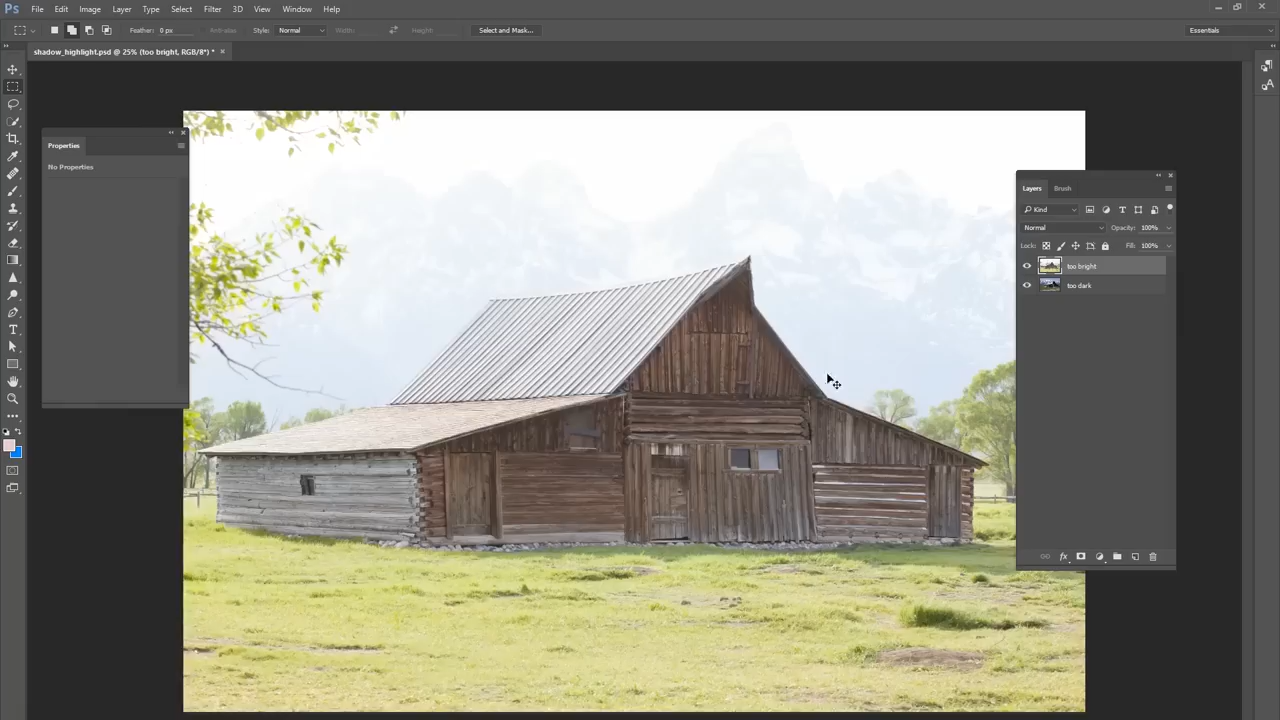 Ps File Edit Image Layer Type Select Filter 3D View Window Help
Feather: 0 px Anti-alias Style: Normal Width: Height: Select and Mask... Essentials
shadow_highlight.psd @ 25% (too bright, RGB/8*) * ×
Properties
No Properties
Layers Brush
Kind
Normal Opacity: 100%
Lock: Fill: 100%
too bright
too dark
fx